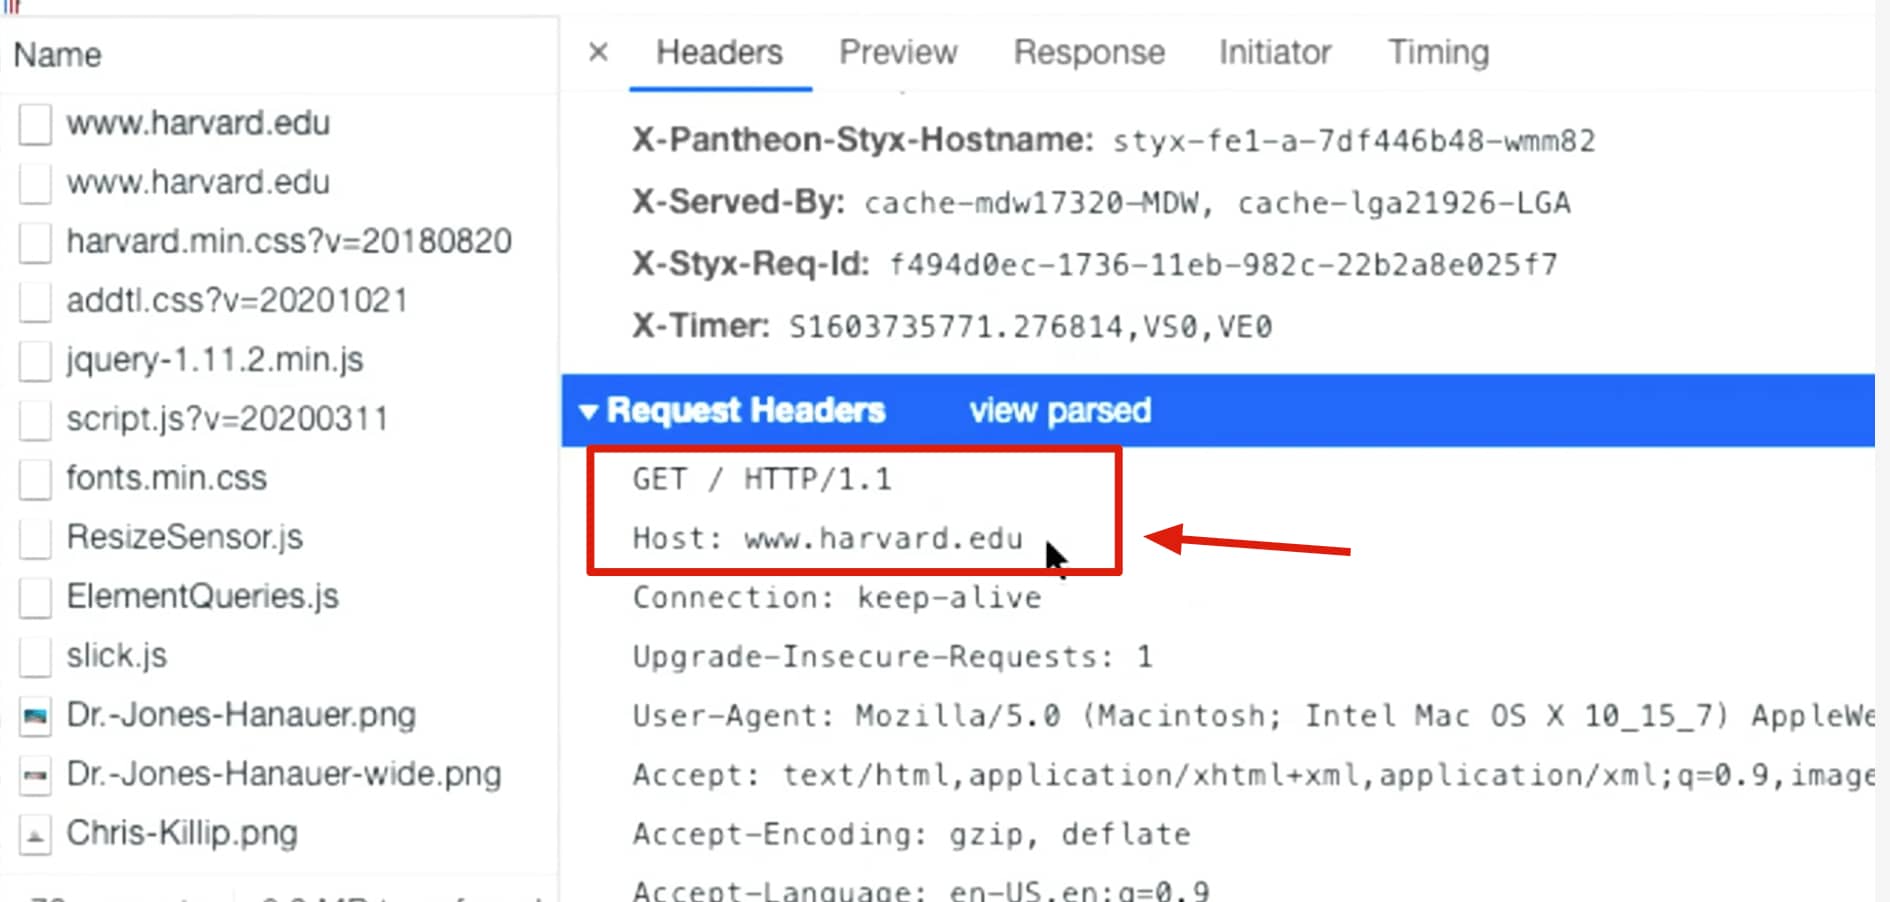 Name
www.harvard.edu
www.harvard.edu
harvard.min.css?v=20180820
addtl.css?v=20201021
jquery-1.11.2.min.js
script.js?v=20200311
fonts.min.css
ResizeSensor.js
ElementQueries.js
slick.js
Dr.-Jones-Hanauer.png
Dr.-Jones-Hanauer-wide.png
Chris-Killip.png
× Headers Preview Response Initiator Timing
X-Pantheon-Styx-Hostname: styx-fe1-a-7df446b48-wmm82
X-Served-By: cache-mdw17320-MDW, cache-lga21926-LGA
X-Styx-Req-Id: f494d0ec-1736-11eb-982c-22b2a8e025f7
X-Timer: S1603735771.276814,VS0,VE0
▼ Request Headers view parsed
GET / HTTP/1.1
Host: www.harvard.edu
Connection: keep-alive
Upgrade-Insecure-Requests: 1
User-Agent: Mozilla/5.0 (Macintosh; Intel Mac OS X 10_15_7) AppleWe
Accept: text/html,application/xhtml+xml,application/xml;q=0.9,image
Accept-Encoding: gzip, deflate
Accept-Language: en-US,en;q=0.9